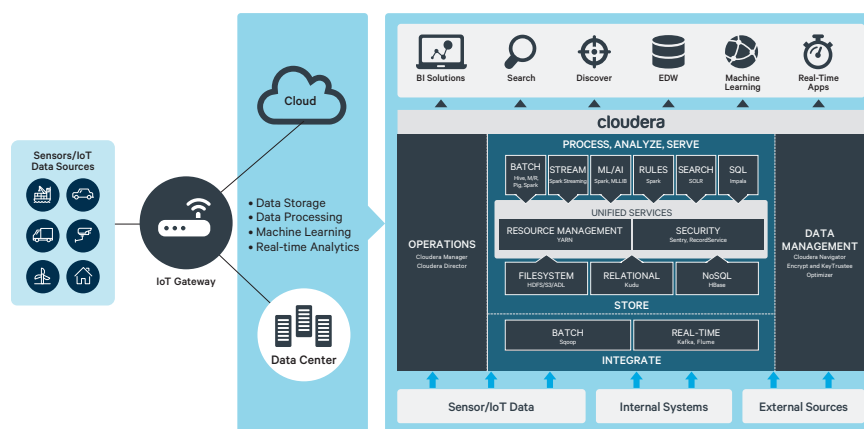 Sensors/IoT
Data Sources
IoT Gateway
Cloud
• Data Storage
• Data Processing
• Machine Learning
• Real-time Analytics
Data Center
BI Solutions
Search
Discover
EDW
Machine
Learning
Real-Time
Apps
cloudera
OPERATIONS
Cloudera Manager
Cloudera Director
PROCESS, ANALYZE, SERVE
BATCH
Hive, M/R,
Pig, Spark
STREAM
Spark Streaming
ML/AI
Spark, MLLIB
RULES
Spark
SEARCH
SOLR
SQL
Impala
UNIFIED SERVICES
RESOURCE MANAGEMENT
YARN
SECURITY
Sentry, RecordService
FILESYSTEM
HDFS/S3/ADL
RELATIONAL
Kudu
NoSQL
HBase
STORE
BATCH
Sqoop
REAL-TIME
Kafka, Flume
INTEGRATE
DATA
MANAGEMENT
Cloudera Navigator
Encrypt and KeyTrustee
Optimizer
Sensor/IoT Data
Internal Systems
External Sources